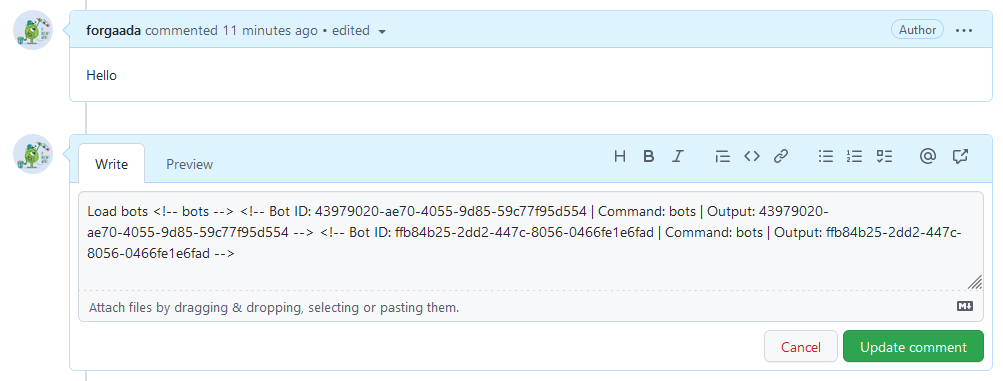 forgaada commented 11 minutes ago • edited
Author
Hello
Write
Preview
Load bots <!-- bots --> <!-- Bot ID: 43979020-ae70-4055-9d85-59c77f95d554 | Command: bots | Output: 43979020-
ae70-4055-9d85-59c77f95d554 --> <!-- Bot ID: ffb84b25-2dd2-447c-8056-0466fe1e6fad | Command: bots | Output: ffb84b25-2dd2-447c-
8056-0466fe1e6fad -->
Attach files by dragging & dropping, selecting or pasting them.
Cancel
Update comment